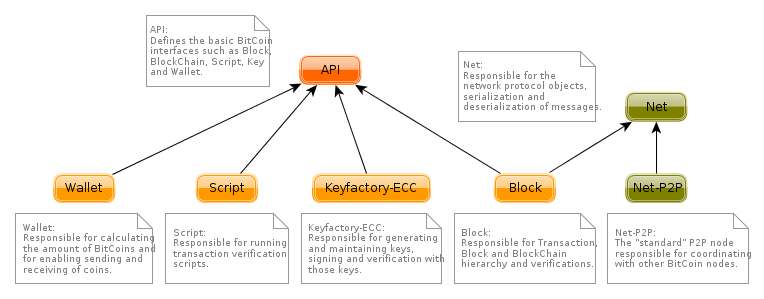 API:
Defines the basic BitCoin
interfaces such as Block,
BlockChain, Script, Key
and Wallet.
API
Net:
Responsible for the
network protocol objects,
serialization and
deserialization of messages.
Net
Wallet
Script
Keyfactory-ECC
Block
Net-P2P
Wallet:
Responsible for calculating
the amount of BitCoins and
for enabling sending and
receiving of coins.
Script:
Responsible for running
transaction verification
scripts.
Keyfactory-ECC:
Responsible for generating
and maintaining keys,
signing and verification with
those keys.
Block:
Responsible for Transaction,
Block and BlockChain
hierarchy and verifications.
Net-P2P:
The "standard" P2P node
responsible for coordinating
with other BitCoin nodes.